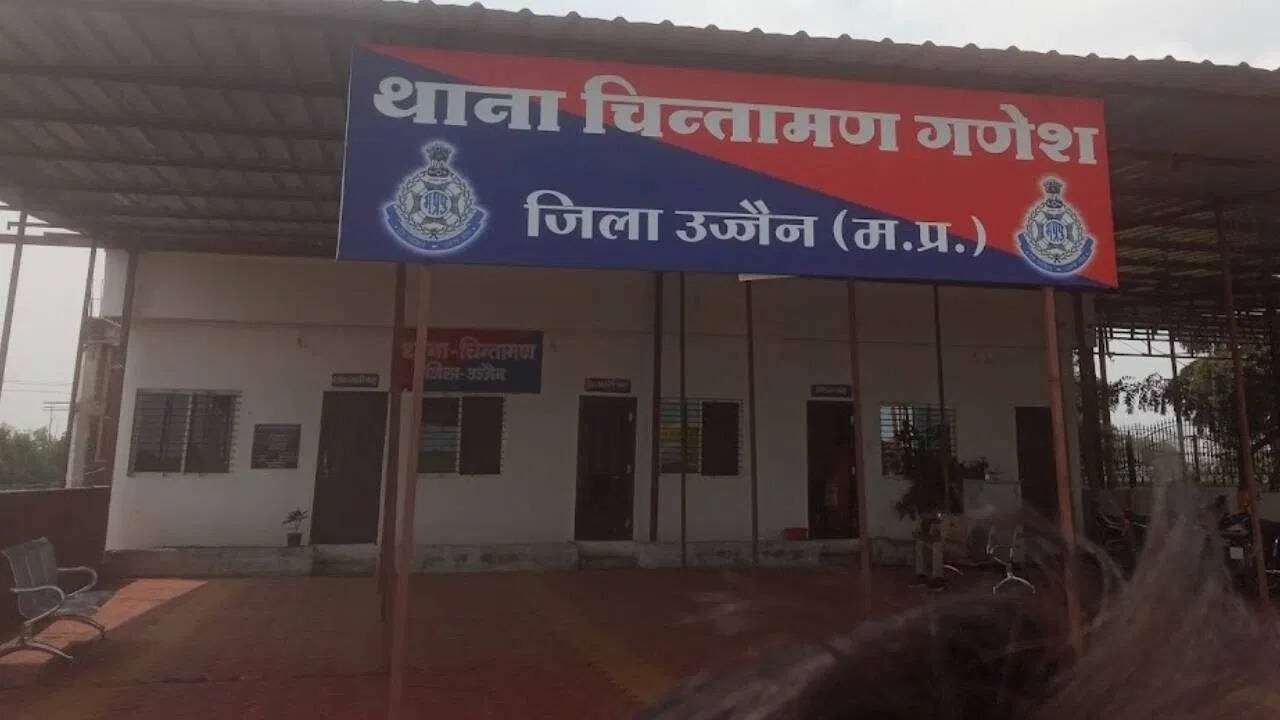 थाना चिन्तामण गणेश
जिला उज्जैन (म.प्र.)
थाना-चिन्तामण
जिला-उज्जैन